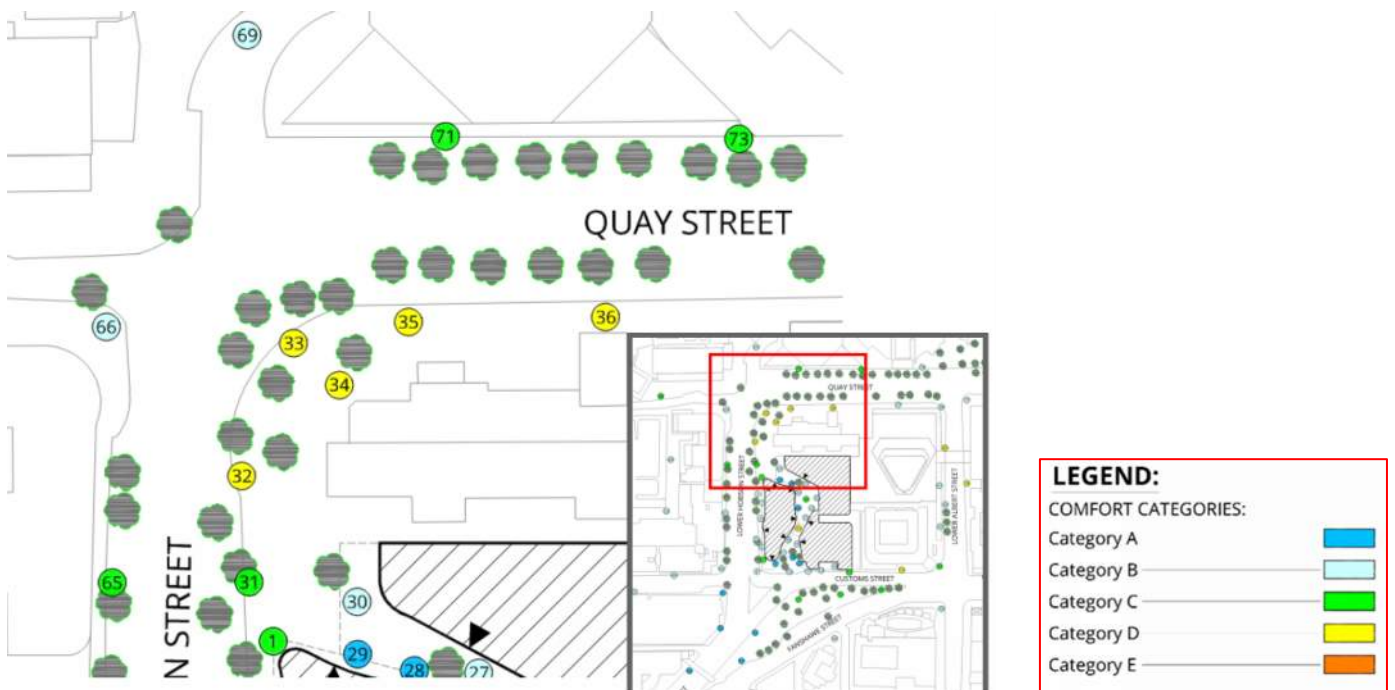 69
71
73
QUAY STREET
66
35
36
33
34
32
65
31
30
1
29
28
27
N STREET
QUAY STREET
LOWER HOBSON STREET
LOWER ALBERT STREET
CUSTOMS STREET
FANSHAWE STREET
LEGEND:
COMFORT CATEGORIES:
Category A
Category B
Category C
Category D
Category E